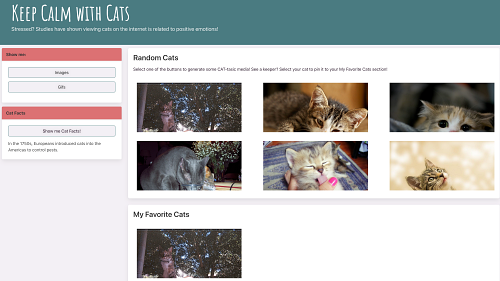 Keep Calm with Cats
Stressed? Studies have shown viewing cats on the internet is related to positive emotions!
Show me:
Images
Gifs
Cat Facts
Show me Cat Facts!
In the 1750s, Europeans introduced cats into the
Americas to control pests.
Random Cats
Select one of the buttons to generate some CAT-tasic media! See a keeper? Select your cat to pin it to your My Favorite Cats section!
My Favorite Cats